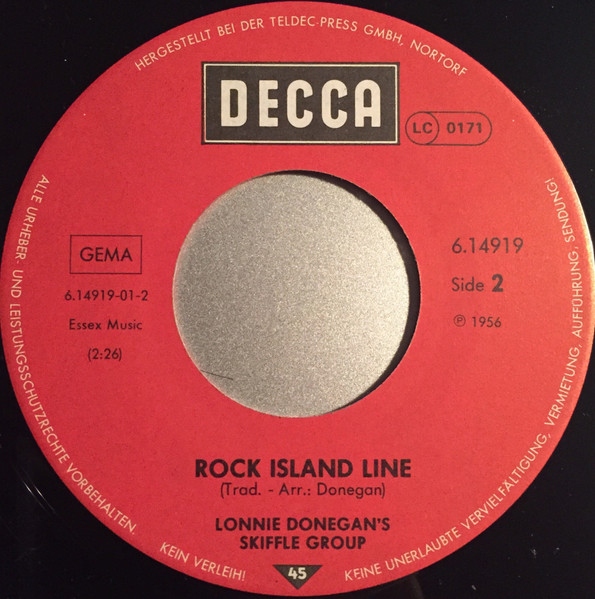 HERGESTELLT BEI DER TELDEC-PRESS GMBH, NORTORF
DECCA
LC 0171
GEMA
6.14919-01-2
Essex Music
(2:26)
6.14919
Side 2
℗ 1956
ROCK ISLAND LINE
(Trad. - Arr.: Donegan)
LONNIE DONEGAN'S
SKIFFLE GROUP
45
ALLE URHEBER- UND LEISTUNGSSCHUTZRECHTE VORBEHALTEN.
KEIN VERLEIH!
KEINE UNERLAUBTE VERVIELFÄLTIGUNG, VERMIETUNG, AUFFÜHRUNG, SENDUNG!